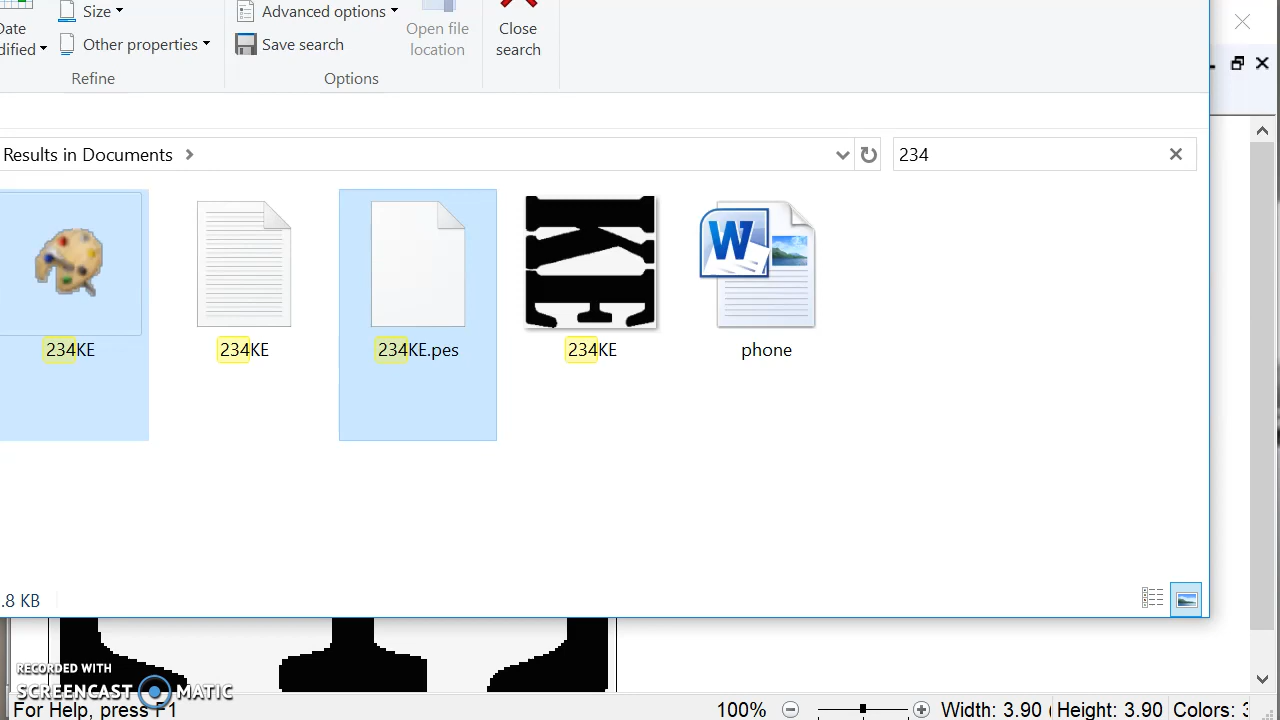 Size
Date
dified
Other properties
Refine
Advanced options
Save search
Options
Open file
location
Close
search
Results in Documents
234
234KE
234KE
234KE.pes
234KE
phone
.8 KB
RECORDED WITH
SCREENCAST MATIC
For Help, press F1
100%
Width: 3.90 (
Height: 3.90
Colors: 3